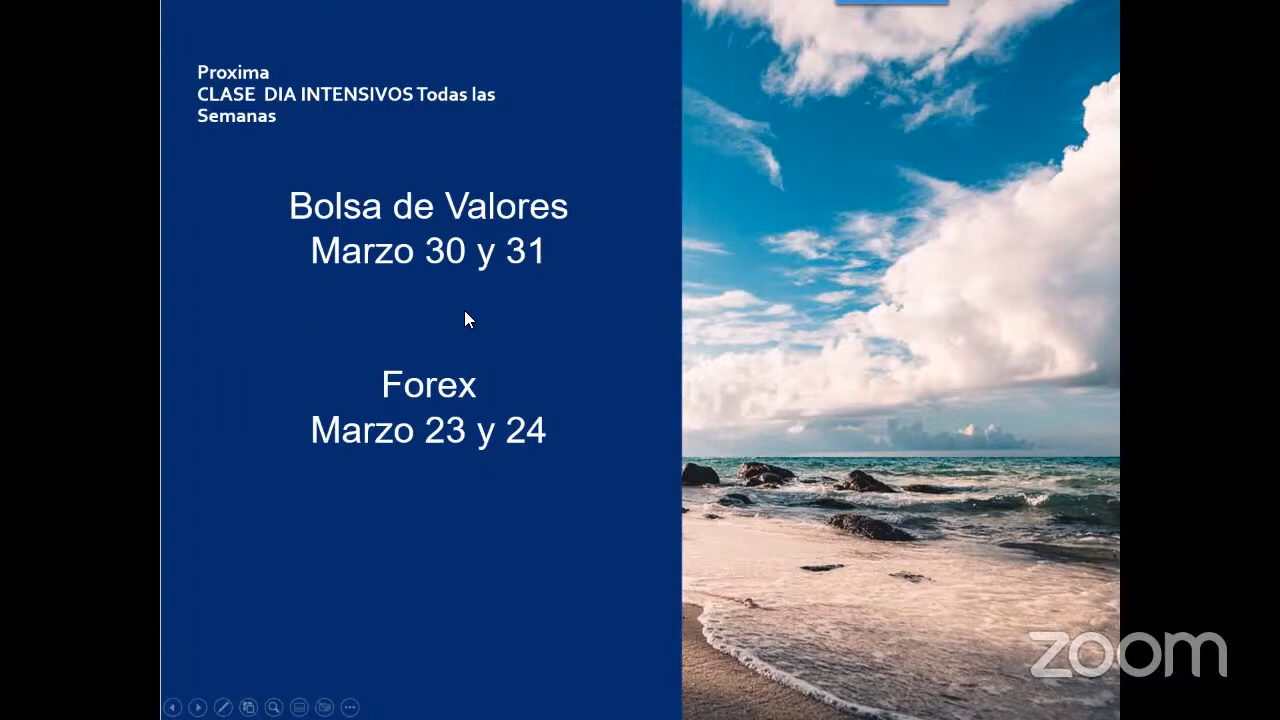 Proxima
CLASE DIA INTENSIVOS Todas las
Semanas
Bolsa de Valores
Marzo 30 y 31
Forex
Marzo 23 y 24
zoom